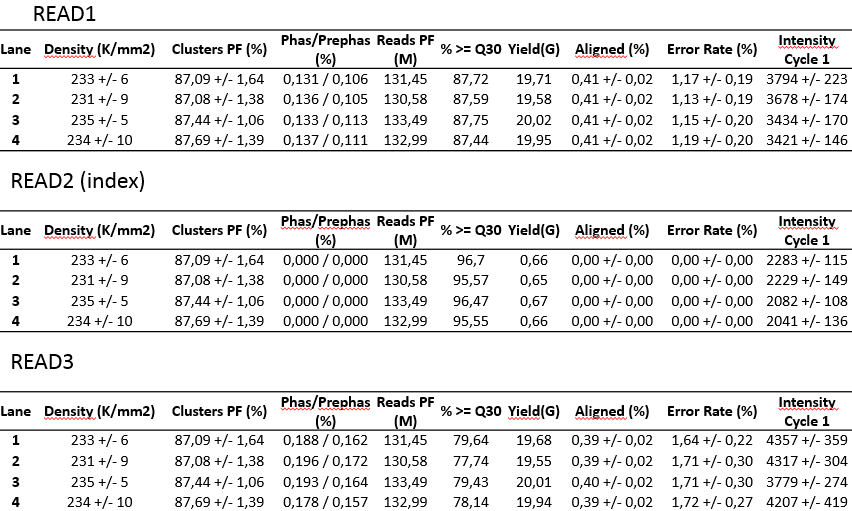 READ1
Lane Density (K/mm2) Clusters PF (%) Phas/Prephas (%) Reads PF (M) % >= Q30 Yield(G) Aligned (%) Error Rate (%) Intensity Cycle 1
1 233 +/- 6 87,09 +/- 1,64 0,131 / 0,106 131,45 87,72 19,71 0,41 +/- 0,02 1,17 +/- 0,19 3794 +/- 223
2 231 +/- 9 87,08 +/- 1,38 0,136 / 0,105 130,58 87,59 19,58 0,41 +/- 0,02 1,13 +/- 0,19 3678 +/- 174
3 235 +/- 5 87,44 +/- 1,06 0,133 / 0,113 133,49 87,75 20,02 0,41 +/- 0,02 1,15 +/- 0,20 3434 +/- 170
4 234 +/- 10 87,69 +/- 1,39 0,137 / 0,111 132,99 87,44 19,95 0,41 +/- 0,02 1,19 +/- 0,20 3421 +/- 146
READ2 (index)
Lane Density (K/mm2) Clusters PF (%) Phas/Prephas (%) Reads PF (M) % >= Q30 Yield(G) Aligned (%) Error Rate (%) Intensity Cycle 1
1 233 +/- 6 87,09 +/- 1,64 0,000 / 0,000 131,45 96,7 0,66 0,00 +/- 0,00 0,00 +/- 0,00 2283 +/- 115
2 231 +/- 9 87,08 +/- 1,38 0,000 / 0,000 130,58 95,57 0,65 0,00 +/- 0,00 0,00 +/- 0,00 2229 +/- 149
3 235 +/- 5 87,44 +/- 1,06 0,000 / 0,000 133,49 96,47 0,67 0,00 +/- 0,00 0,00 +/- 0,00 2082 +/- 108
4 234 +/- 10 87,69 +/- 1,39 0,000 / 0,000 132,99 95,55 0,66 0,00 +/- 0,00 0,00 +/- 0,00 2041 +/- 136
READ3
Lane Density (K/mm2) Clusters PF (%) Phas/Prephas (%) Reads PF (M) % >= Q30 Yield(G) Aligned (%) Error Rate (%) Intensity Cycle 1
1 233 +/- 6 87,09 +/- 1,64 0,188 / 0,162 131,45 79,64 19,68 0,39 +/- 0,02 1,64 +/- 0,22 4357 +/- 359
2 231 +/- 9 87,08 +/- 1,38 0,196 / 0,172 130,58 77,74 19,55 0,39 +/- 0,02 1,71 +/- 0,30 4317 +/- 304
3 235 +/- 5 87,44 +/- 1,06 0,193 / 0,164 133,49 79,43 20,01 0,40 +/- 0,02 1,71 +/- 0,30 3779 +/- 274
4 234 +/- 10 87,69 +/- 1,39 0,178 / 0,157 132,99 78,14 19,94 0,39 +/- 0,02 1,72 +/- 0,27 4207 +/- 419